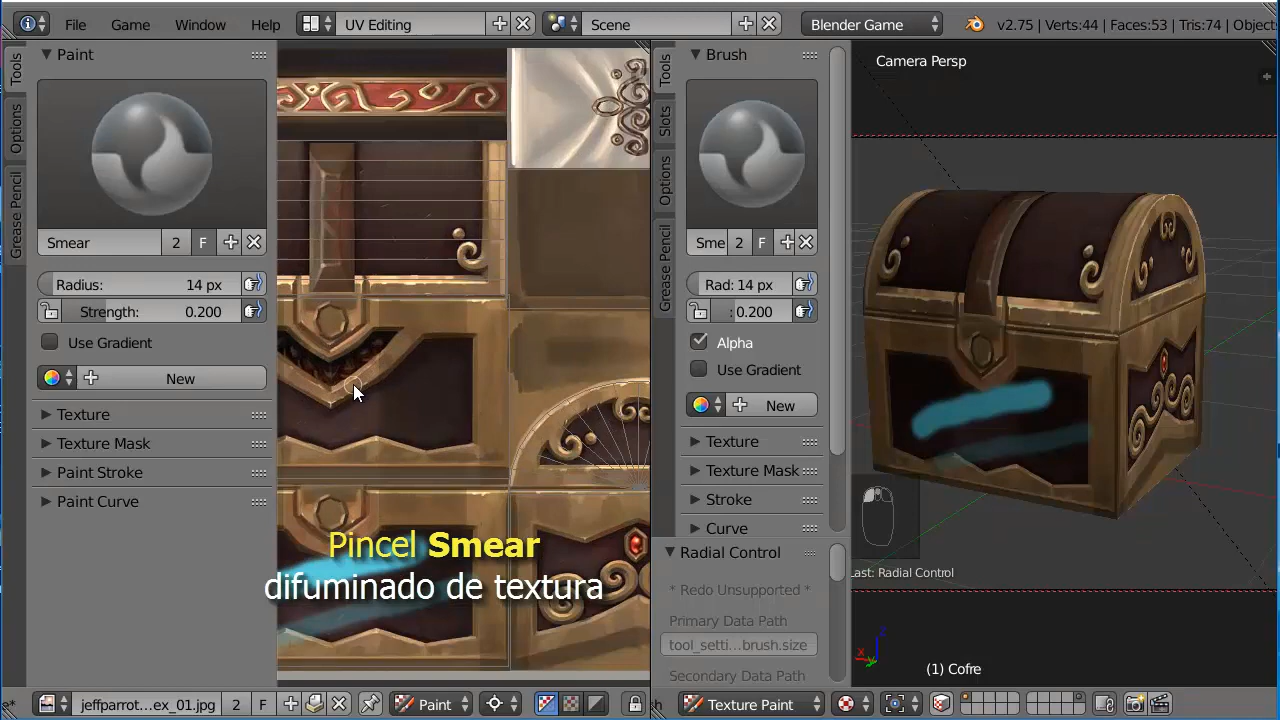 File Game Window Help UV Editing Scene Blender Game v2.75 | Verts:44 | Faces:53 | Tris:74 | Object
Tools
Options
Grease Pencil
Paint
Smear 2 F
Radius: 14 px
Strength: 0.200
Use Gradient
New
Texture
Texture Mask
Paint Stroke
Paint Curve
Pincel Smear
difuminado de textura
Tools
Slots
Options
Grease Pencil
Brush
Sme 2 F
Rad: 14 px
: 0.200
Alpha
Use Gradient
New
Texture
Texture Mask
Stroke
Curve
Radial Control
* Redo Unsupported *
Primary Data Path
tool_setti...brush.size
Secondary Data Path
Camera Persp
Last: Radial Control
z
x
y
(1) Cofre
e* jeffparrot...ex_01.jpg 2 F Paint
Texture Paint